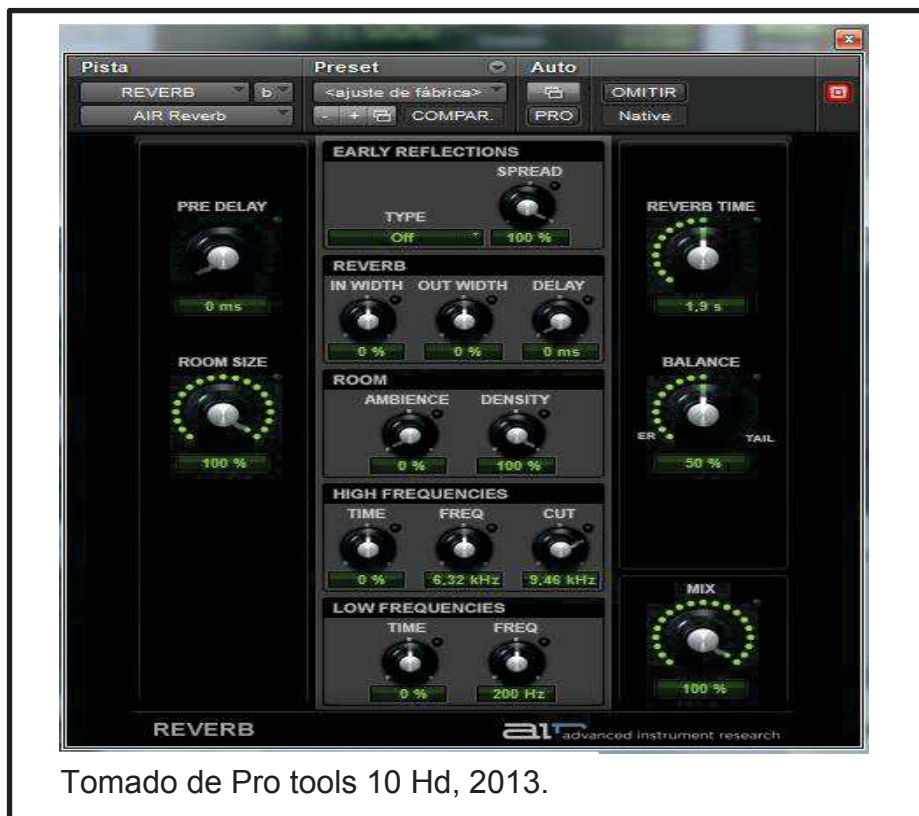 Pista Preset Auto
REVERB b <ajuste de fábrica> OMITIR
AIR Reverb - + COMPAR. PRO Native
EARLY REFLECTIONS
SPREAD
TYPE
Off 100 %
PRE DELAY
0 ms
ROOM SIZE
100 %
REVERB
IN WIDTH OUT WIDTH DELAY
0 % 0 % 0 ms
ROOM
AMBIENCE DENSITY
0 % 100 %
HIGH FREQUENCIES
TIME FREQ CUT
0 % 6,32 kHz 9,46 kHz
LOW FREQUENCIES
TIME FREQ
0 % 200 Hz
REVERB TIME
1,9 s
BALANCE
ER TAIL
50 %
MIX
100 %
REVERB AIR advanced instrument research
Tomado de Pro tools 10 Hd, 2013.